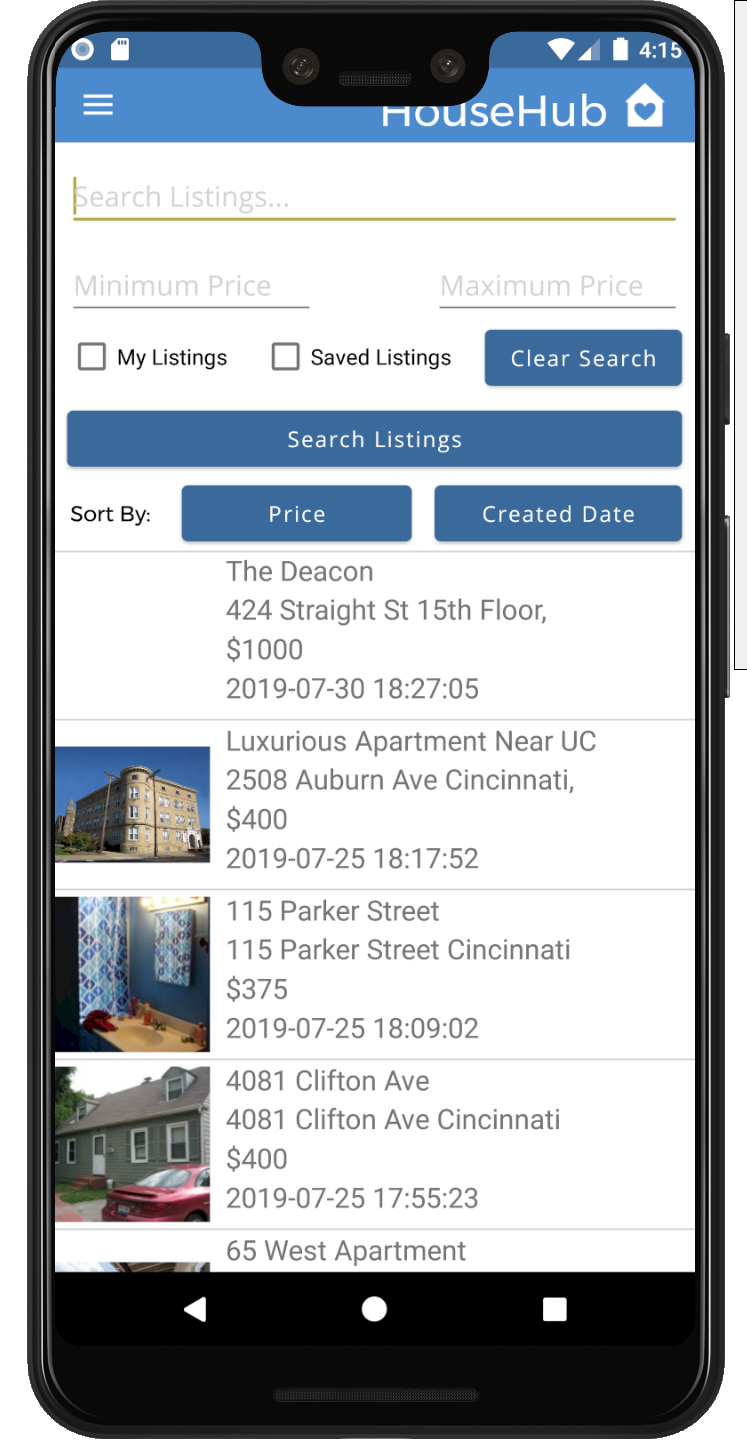 4:15
HouseHub
Search Listings...
Minimum Price Maximum Price
My Listings Saved Listings Clear Search
Search Listings
Sort By: Price Created Date
The Deacon
424 Straight St 15th Floor,
$1000
2019-07-30 18:27:05
Luxurious Apartment Near UC
2508 Auburn Ave Cincinnati,
$400
2019-07-25 18:17:52
115 Parker Street
115 Parker Street Cincinnati
$375
2019-07-25 18:09:02
4081 Clifton Ave
4081 Clifton Ave Cincinnati
$400
2019-07-25 17:55:23
65 West Apartment